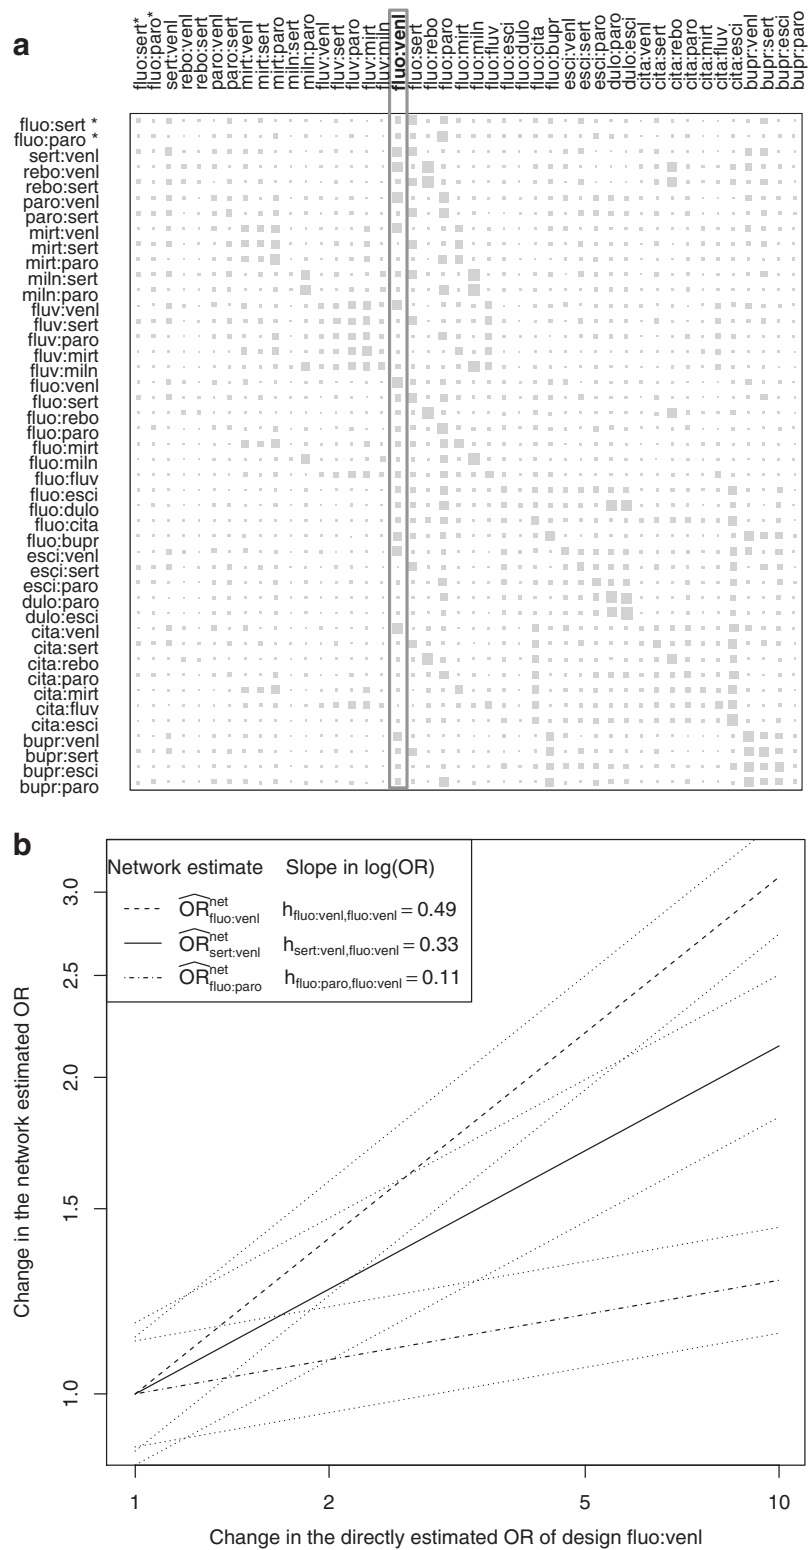 a
fluo:sert*
fluo:paro*
sert:venl
rebo:venl
rebo:sert
paro:venl
paro:sert
mirt:venl
mirt:sert
mirt:paro
miln:sert
miln:paro
fluv:venl
fluv:sert
fluv:paro
fluv:mirt
fluv:miln
fluo:venl
fluo:sert
fluo:rebo
fluo:paro
fluo:mirt
fluo:miln
fluo:fluv
fluo:esci
fluo:dulo
fluo:cita
fluo:bupr
esci:venl
esci:sert
esci:paro
dulo:paro
dulo:esci
cita:venl
cita:sert
cita:rebo
cita:paro
cita:mirt
cita:fluv
cita:esci
bupr:venl
bupr:sert
bupr:esci
bupr:paro
fluo:sert *
fluo:paro *
sert:venl
rebo:venl
rebo:sert
paro:venl
paro:sert
mirt:venl
mirt:sert
mirt:paro
miln:sert
miln:paro
fluv:venl
fluv:sert
fluv:paro
fluv:mirt
fluv:miln
fluo:venl
fluo:sert
fluo:rebo
fluo:paro
fluo:mirt
fluo:miln
fluo:fluv
fluo:esci
fluo:dulo
fluo:cita
fluo:bupr
esci:venl
esci:sert
esci:paro
dulo:paro
dulo:esci
cita:venl
cita:sert
cita:rebo
cita:paro
cita:mirt
cita:fluv
cita:esci
bupr:venl
bupr:sert
bupr:esci
bupr:paro
b
Network estimate Slope in log(OR)
OR^net_fluo:venl h_fluo:venl,fluo:venl = 0.49
OR^net_sert:venl h_sert:venl,fluo:venl = 0.33
OR^net_fluo:paro h_fluo:paro,fluo:venl = 0.11
Change in the network estimated OR
3.0
2.5
2.0
1.5
1.0
1 2 5 10
Change in the directly estimated OR of design fluo:venl